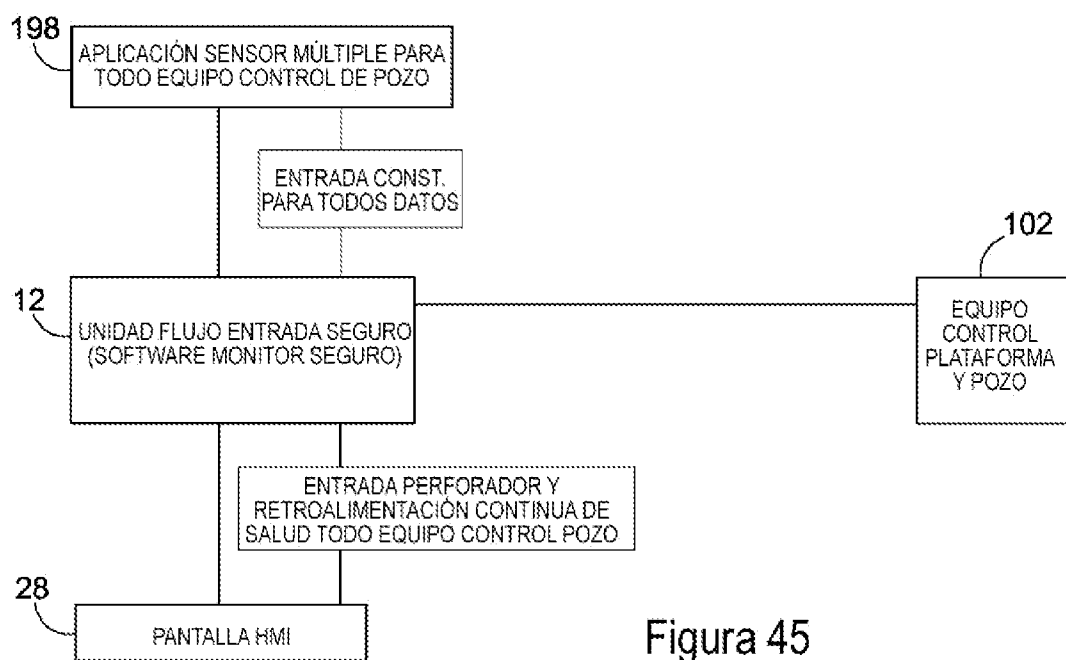 198
APLICACIÓN SENSOR MÚLTIPLE PARA
TODO EQUIPO CONTROL DE POZO
ENTRADA CONST.
PARA TODOS DATOS
102
12
UNIDAD FLUJO ENTRADA SEGURO
(SOFTWARE MONITOR SEGURO)
EQUIPO
CONTROL
PLATAFORMA
Y POZO
ENTRADA PERFORADOR Y
RETROALIMENTACIÓN CONTINUA DE
SALUD TODO EQUIPO CONTROL POZO
28
PANTALLA HMI
Figura 45